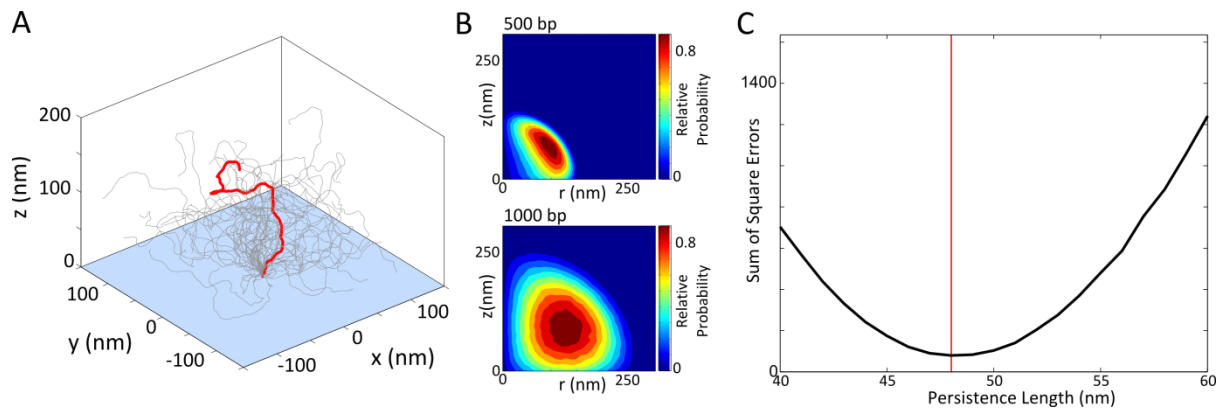 A
200
100
0
z (nm)
100
0
-100
y (nm)
-100
0
100
x (nm)
B
500 bp
250
z(nm)
0
0
r (nm)
250
0.8
0
Relative
Probability
1000 bp
250
z(nm)
0
0
r (nm)
250
0.8
0
Relative
Probability
C
1400
Sum of Square Errors
40
45
50
55
60
Persistence Length (nm)